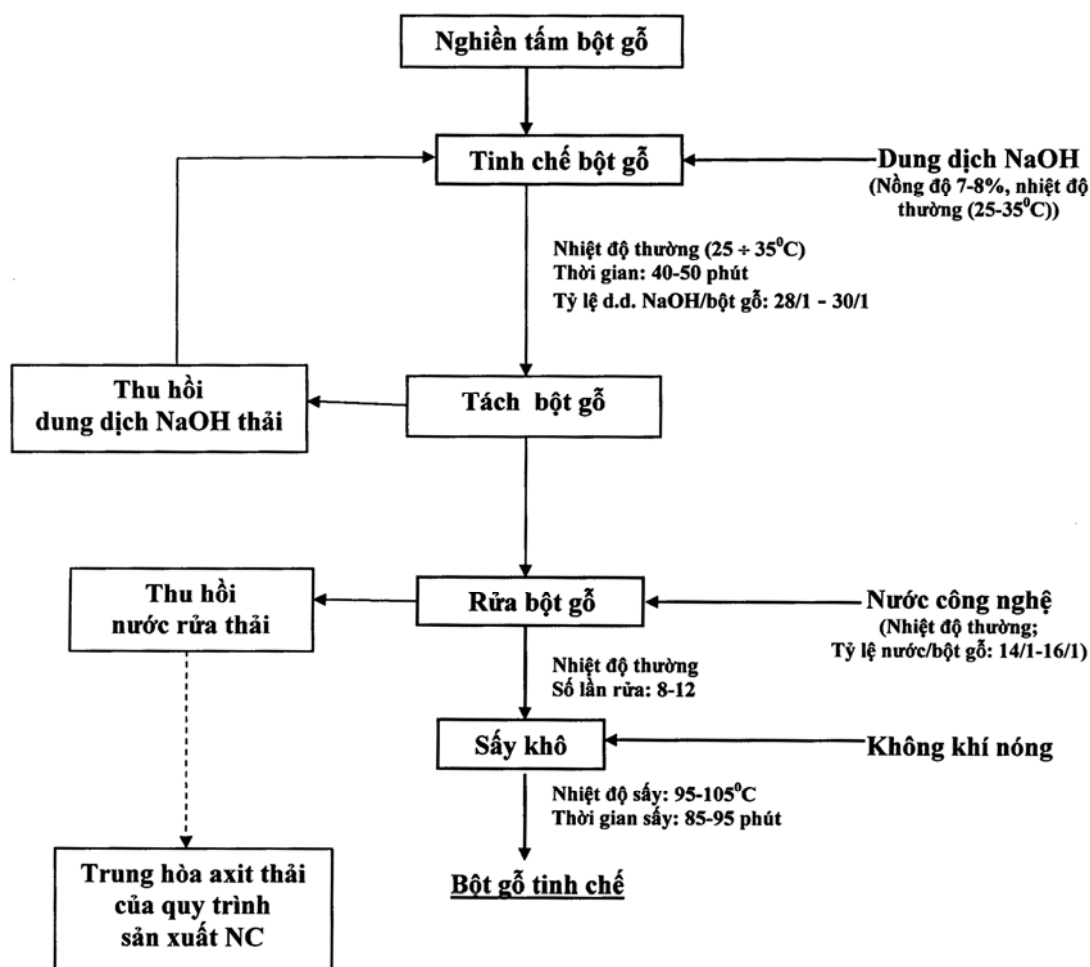 Nghiền tấm bột gỗ
Tinh chế bột gỗ
Dung dịch NaOH
(Nồng độ 7-8%, nhiệt độ
thường (25-35⁰C))
Nhiệt độ thường (25 ÷ 35⁰C)
Thời gian: 40-50 phút
Tỷ lệ d.d. NaOH/bột gỗ: 28/1 – 30/1
Thu hồi
dung dịch NaOH thải
Tách bột gỗ
Thu hồi
nước rửa thải
Rửa bột gỗ
Nước công nghệ
(Nhiệt độ thường;
Tỷ lệ nước/bột gỗ: 14/1-16/1)
Nhiệt độ thường
Số lần rửa: 8-12
Sấy khô
Không khí nóng
Nhiệt độ sấy: 95-105⁰C
Thời gian sấy: 85-95 phút
Trung hòa axit thải
của quy trình
sản xuất NC
Bột gỗ tinh chế